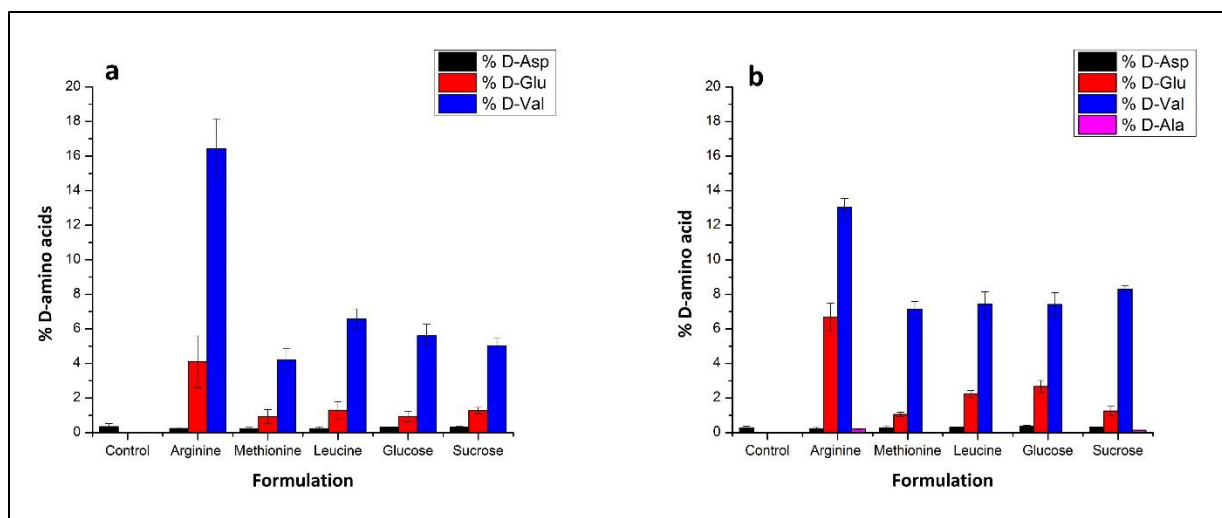 a
% D-Asp
% D-Glu
% D-Val
20
18
16
14
12
10
8
6
4
2
0
% D-amino acids
Control Arginine Methionine Leucine Glucose Sucrose
Formulation
b
% D-Asp
% D-Glu
% D-Val
% D-Ala
20
18
16
14
12
10
8
6
4
2
0
% D-amino acid
Control Arginine Methionine Leucine Glucose Sucrose
Formulation